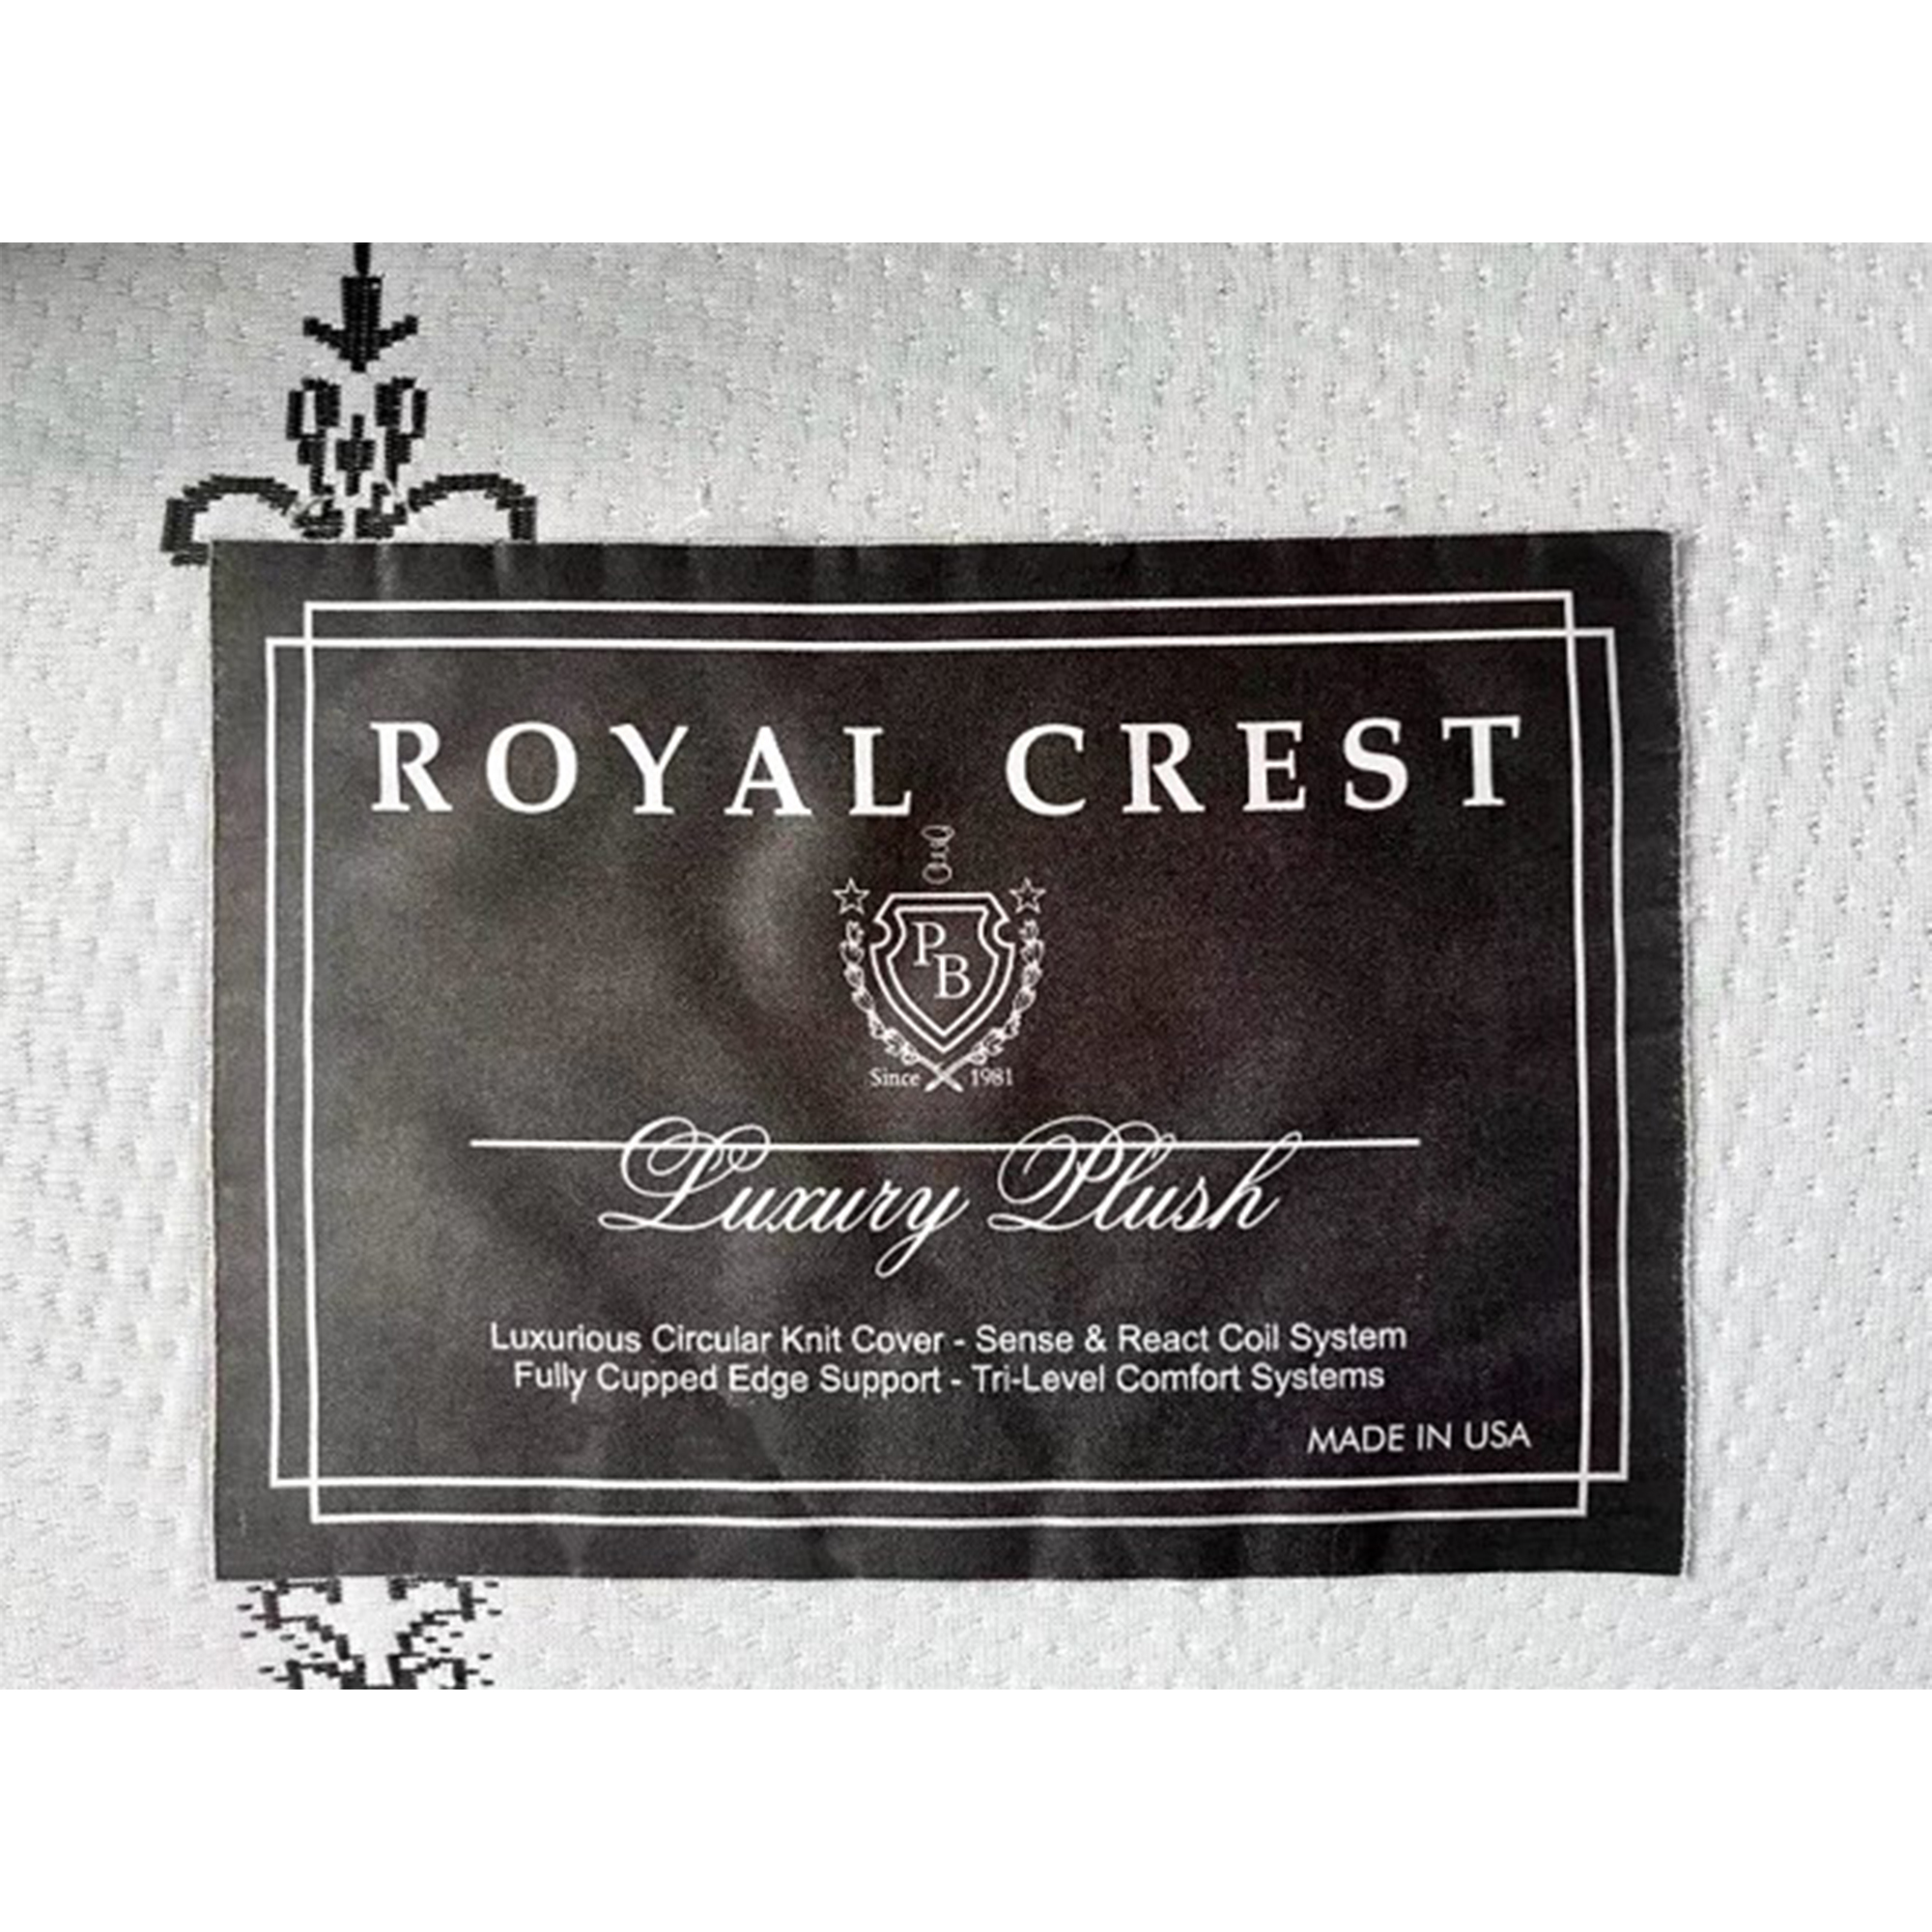 ROYAL CREST
P
B
Since 1981
Luxury Plush
Luxurious Circular Knit Cover - Sense & React Coil System
Fully Cupped Edge Support - Tri-Level Comfort Systems
MADE IN USA